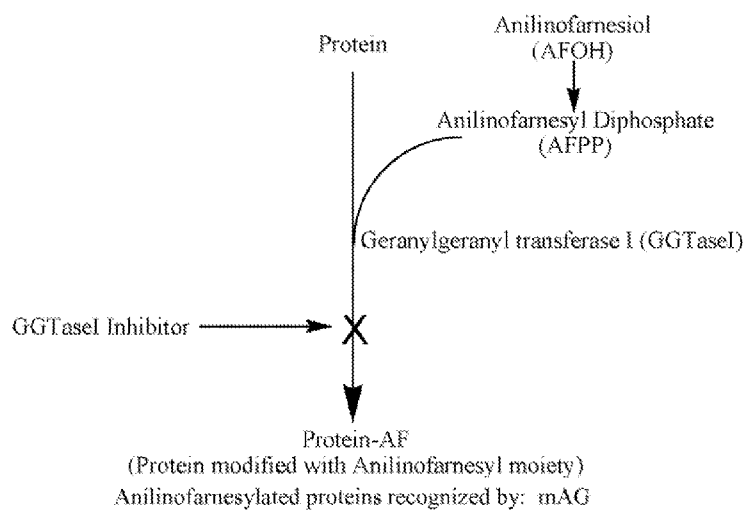 Protein
Anilinofarnesiol
(AFOH)
Anilinofarnesyl Diphosphate
(AFPP)
Geranylgeranyl transferase I (GGTaseI)
GGTaseI Inhibitor
X
Protein-AF
(Protein modified with Anilinofarnesyl moiety)
Anilinofarnesylated proteins recognized by: mAG